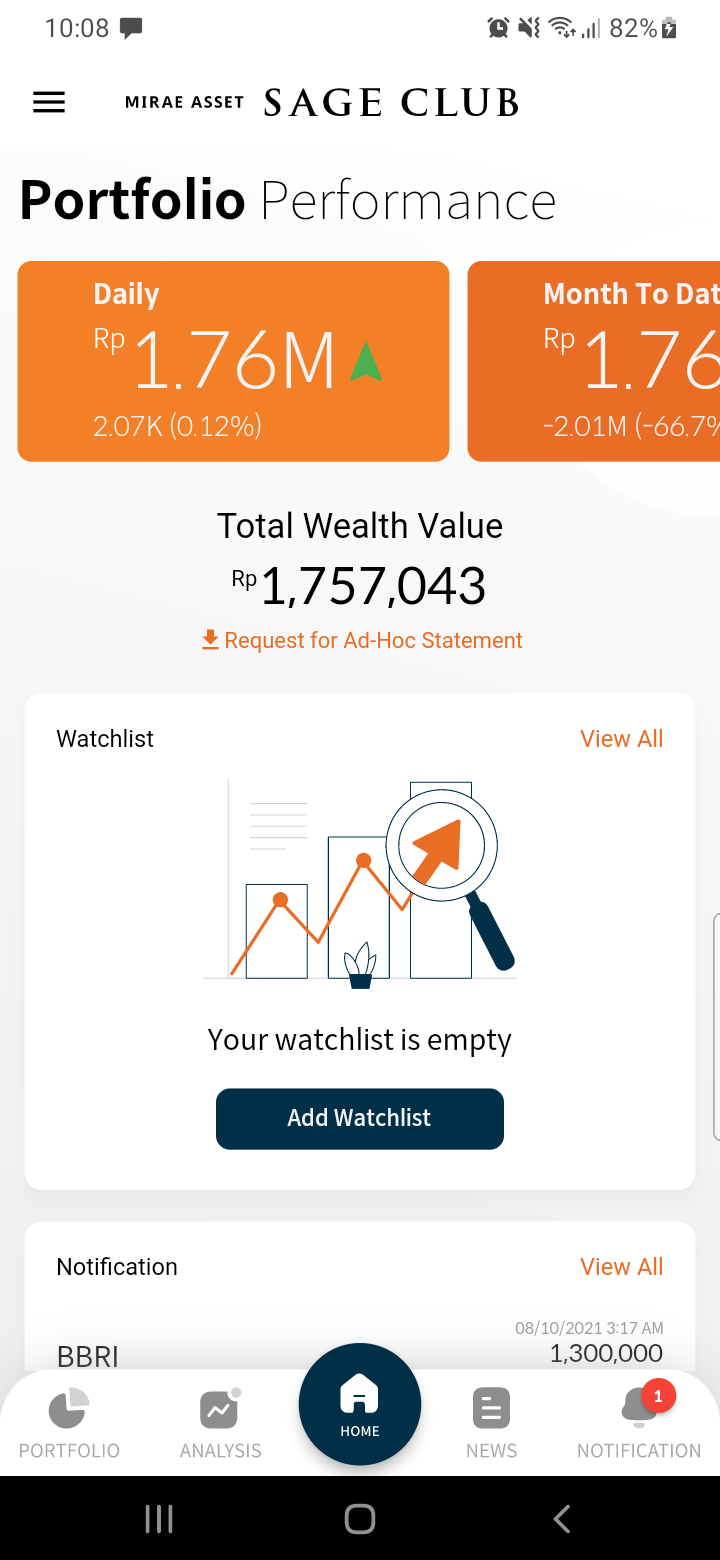 10:08 82%
MIRAE ASSET SAGE CLUB
Portfolio Performance
Daily
Rp 1.76M
2.07K (0.12%)
Month To Dat
Rp 1.76
-2.01M (-66.7%
Total Wealth Value
Rp 1,757,043
Request for Ad-Hoc Statement
Watchlist View All
Your watchlist is empty
Add Watchlist
Notification View All
08/10/2021 3:17 AM
BBRI 1,300,000
1
PORTFOLIO ANALYSIS HOME NEWS NOTIFICATION